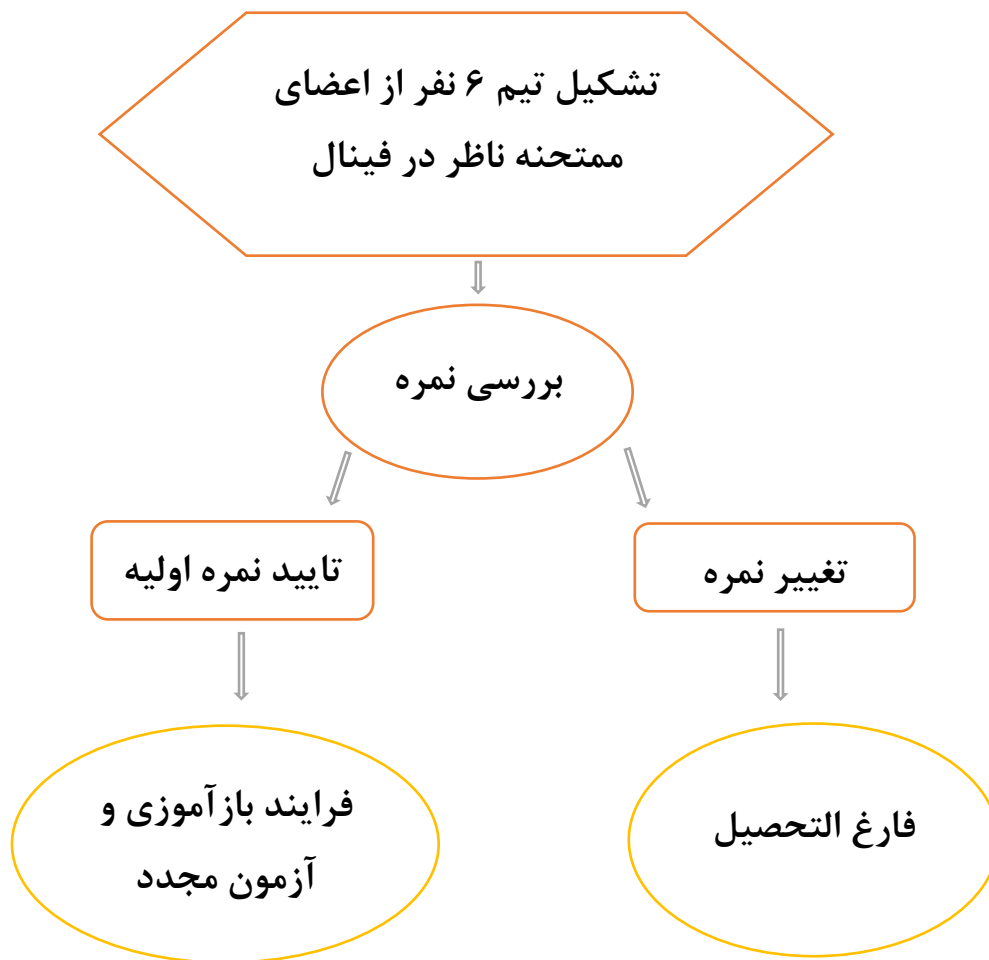 تشکیل تیم ۶ نفر از اعضای
ممتحنه ناظر در فینال
بررسی نمره
تغییر نمره
تایید نمره اولیه
فارغ التحصیل
فرایند بازآموزی و
آزمون مجدد